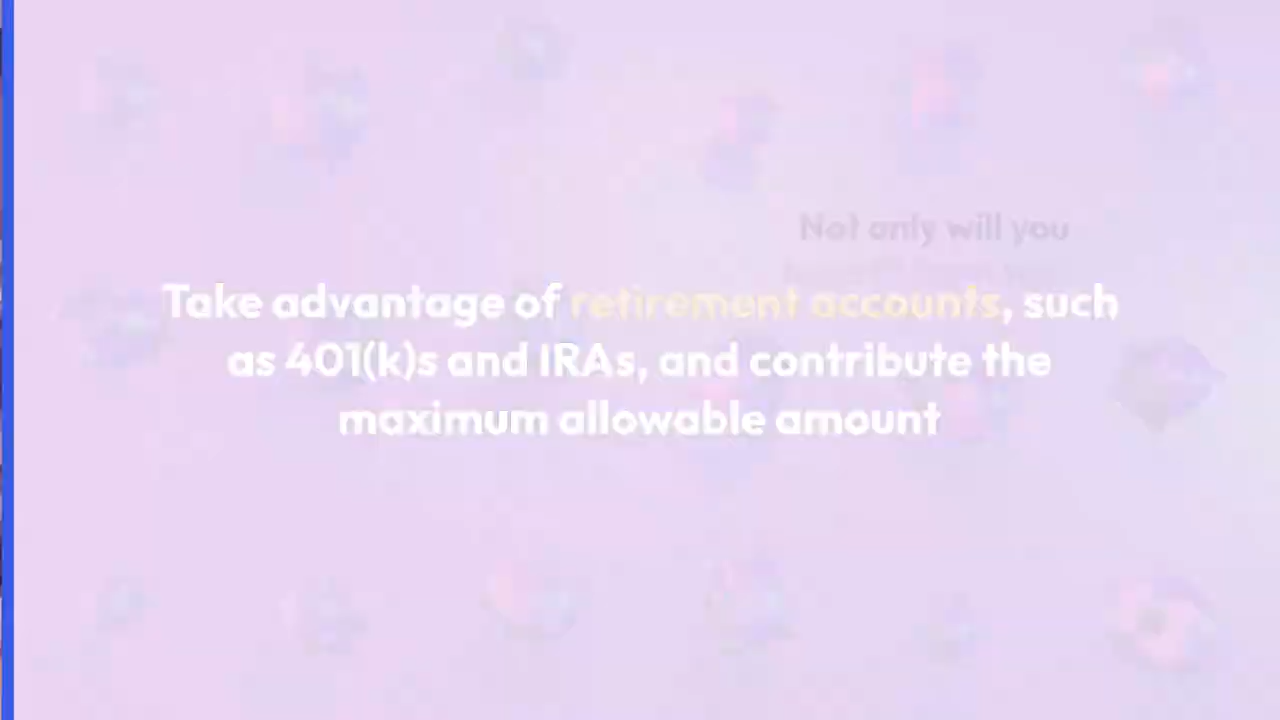 Not only will you
Take advantage of retirement accounts, such
as 401(k)s and IRAs, and contribute the
maximum allowable amount